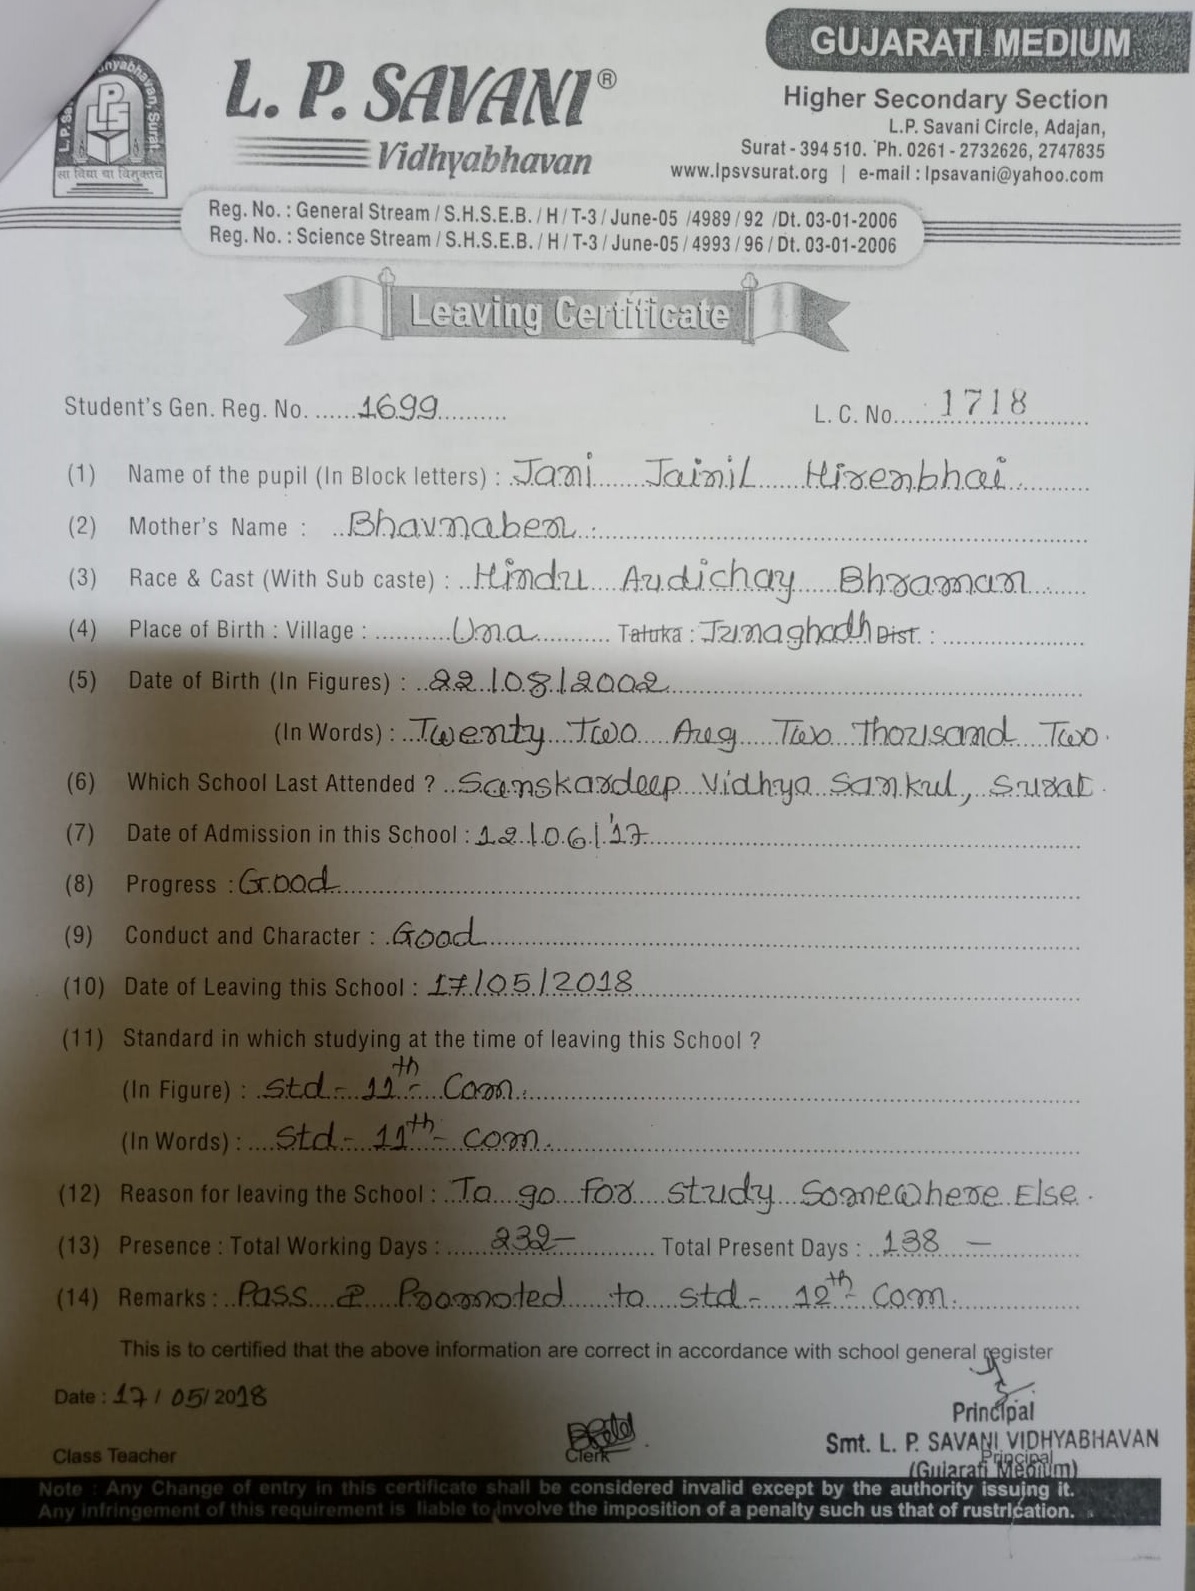 GUJARATI MEDIUM
L. P. SAVANI®
Vidhyabhavan
Higher Secondary Section
L.P. Savani Circle, Adajan,
Surat - 394 510. Ph. 0261 - 2732626, 2747835
www.lpsvsurat.org | e-mail : lpsavani@yahoo.com
LPS
सा विद्या या विमुक्तये
Reg. No. : General Stream / S.H.S.E.B. / H / T-3 / June-05 /4989 / 92 /Dt. 03-01-2006
Reg. No. : Science Stream / S.H.S.E.B. / H / T-3 / June-05 / 4993 / 96 / Dt. 03-01-2006
Leaving Certificate
Student's Gen. Reg. No. ......1699.......... L. C. No..... 1718
(1) Name of the pupil (In Block letters) : Jani Jainil Hirenbhai
(2) Mother's Name : Bhavnaben
(3) Race & Cast (With Sub caste) : Hindu Audichay Bhraman
(4) Place of Birth : Village : Una Taluka : Junaghadh Dist. :
(5) Date of Birth (In Figures) : 22/08/2002
(In Words) : Twenty Two Aug Two Thousand Two.
(6) Which School Last Attended ? Sanskardeep Vidhya Sankul, Surat.
(7) Date of Admission in this School : 12/06/'17
(8) Progress : Good
(9) Conduct and Character : Good
(10) Date of Leaving this School : 17/05/2018
(11) Standard in which studying at the time of leaving this School ?
(In Figure) : Std - 11th - Com.
(In Words) : Std - 11th - com.
(12) Reason for leaving the School : To go for study Somewhere Else.
(13) Presence : Total Working Days : 232- Total Present Days : 138 -
(14) Remarks : Pass & Promoted to std - 12th - Com.
This is to certified that the above information are correct in accordance with school general register
Date : 17 / 05/ 2018
Principal
Smt. L. P. SAVANI VIDHYABHAVAN
Class Teacher Clerk Principal
(Gujarati Medium)
Note : Any Change of entry in this certificate shall be considered invalid except by the authority issuing it.
Any infringement of this requirement is liable to involve the imposition of a penalty such us that of rustrication.